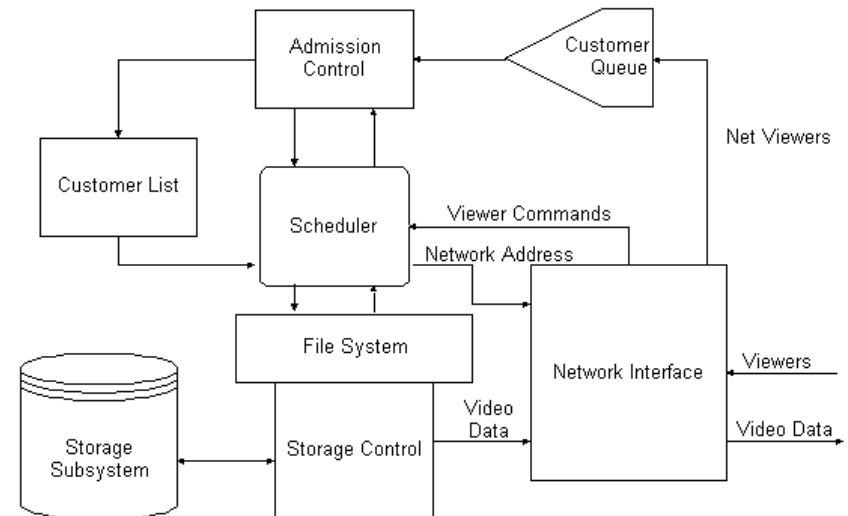 Admission
Control
Customer
Queue
Net Viewers
Customer List
Scheduler
Viewer Commands
Network Address
File System
Network Interface
Viewers
Video
Data
Video Data
Storage
Subsystem
Storage Control